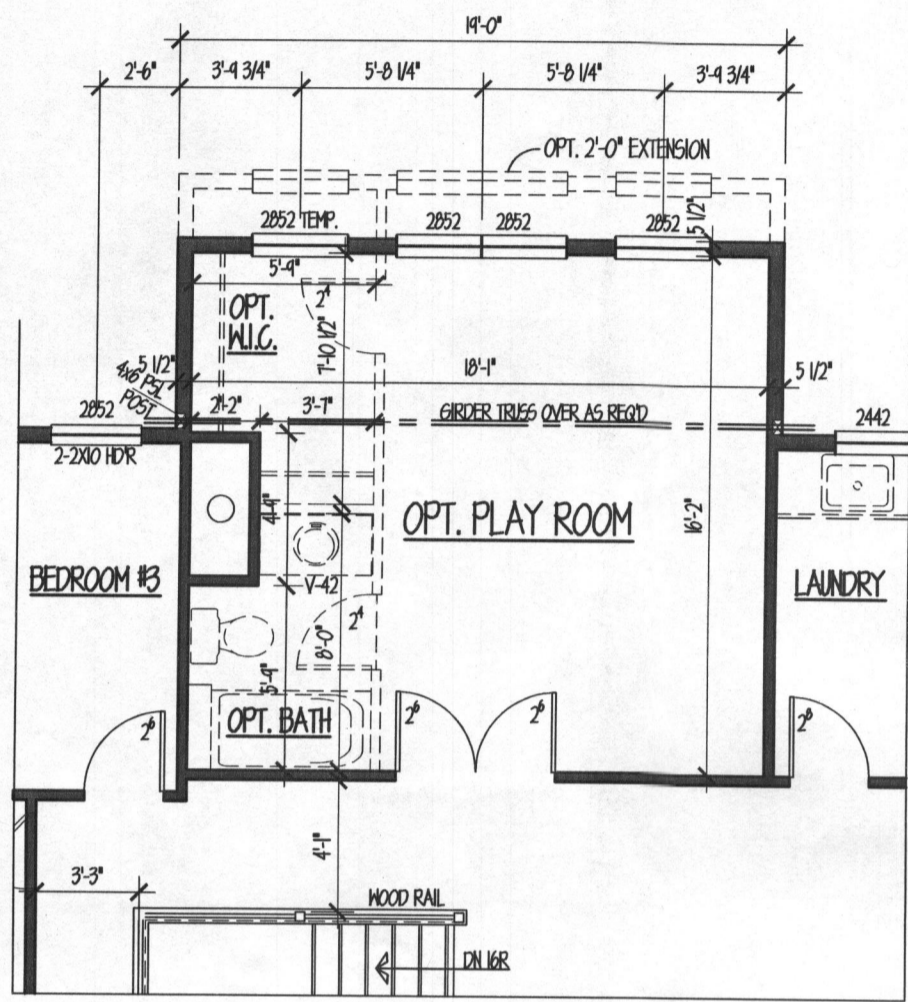 19'-0"
2'-6" 3'-9 3/4" 5'-8 1/4" 5'-8 1/4" 3'-9 3/4"
OPT. 2'-0" EXTENSION
2852 TEMP. 2852 2852 2852
5 1/2"
5'-9"
2⁴
OPT.
W.I.C.
7'-10 1/2"
5 1/2" 18'-1" 5 1/2"
4x6 PSL
POST
2'-2" 3'-7" GIRDER TRUSS OVER AS REQ'D
2852 2442
2-2X10 HD'R
4'-9"
OPT. PLAY ROOM
16'-2"
BEDROOM #3
V-42
LAUNDRY
2⁴
8'-0"
5'-9"
OPT. BATH
2⁶ 2⁶ 2⁶ 2⁸
4'-1"
3'-3"
WOOD RAIL
DN 16R